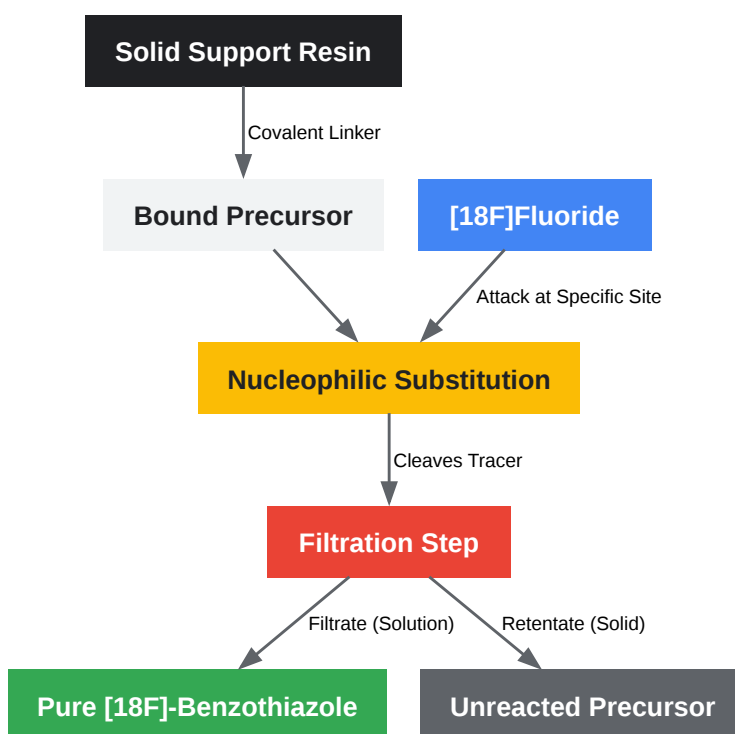 Solid Support Resin
Covalent Linker
Bound Precursor
[18F]Fluoride
Attack at Specific Site
Nucleophilic Substitution
Cleaves Tracer
Filtration Step
Filtrate (Solution)
Retentate (Solid)
Pure [18F]-Benzothiazole
Unreacted Precursor